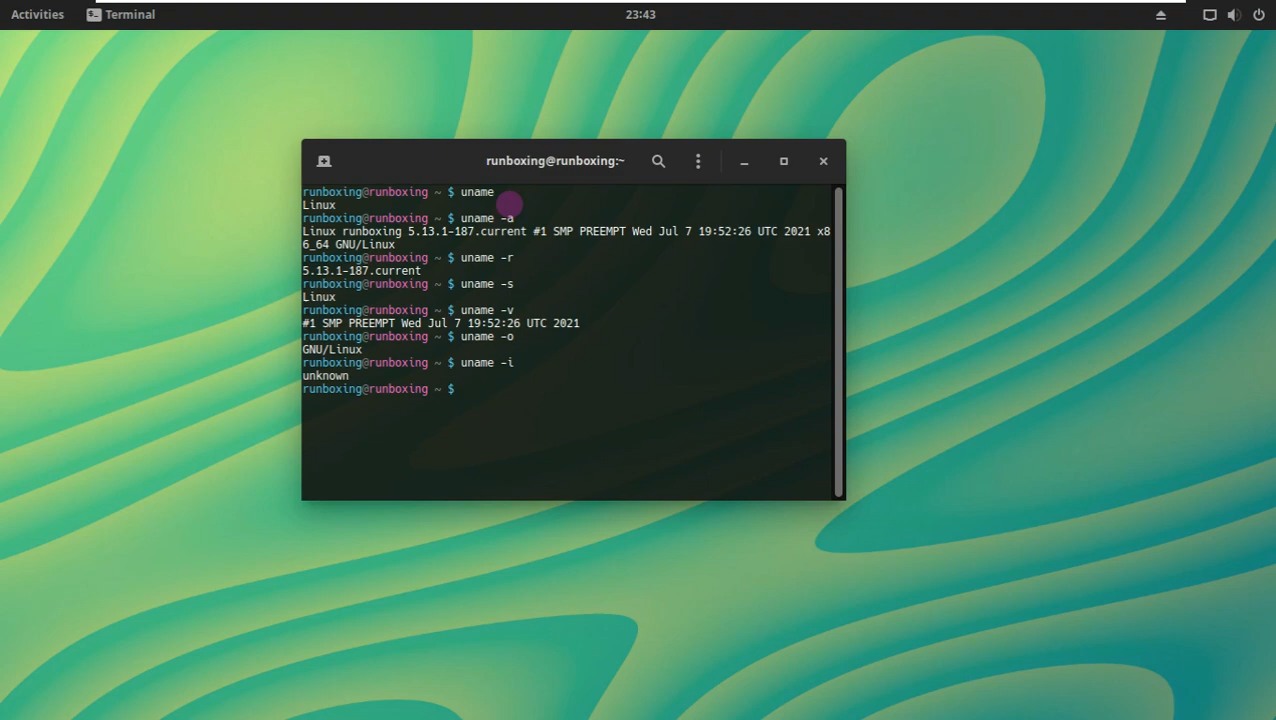 Activities Terminal 23:43
runboxing@runboxing:~
runboxing@runboxing ~ $ uname
Linux
runboxing@runboxing ~ $ uname -a
Linux runboxing 5.13.1-187.current #1 SMP PREEMPT Wed Jul 7 19:52:26 UTC 2021 x8
6_64 GNU/Linux
runboxing@runboxing ~ $ uname -r
5.13.1-187.current
runboxing@runboxing ~ $ uname -s
Linux
runboxing@runboxing ~ $ uname -v
#1 SMP PREEMPT Wed Jul 7 19:52:26 UTC 2021
runboxing@runboxing ~ $ uname -o
GNU/Linux
runboxing@runboxing ~ $ uname -i
unknown
runboxing@runboxing ~ $